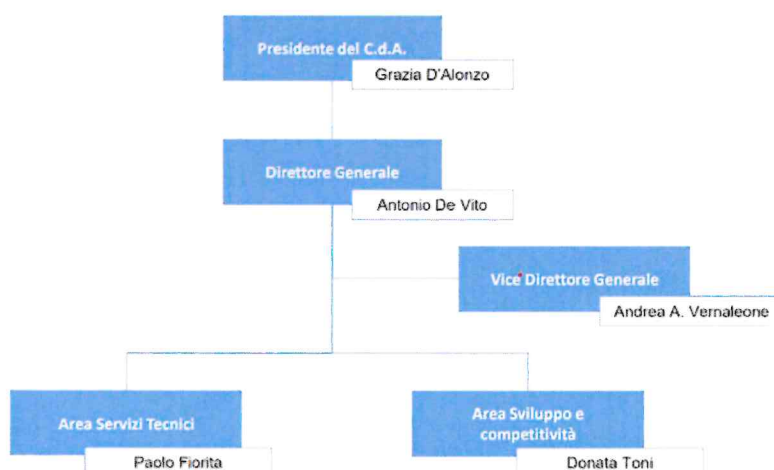 Presidente del C.d.A.
Grazia D'Alonzo
Direttore Generale
Antonio De Vito
Vice Direttore Generale
Andrea A. Vernaleone
Area Servizi Tecnici
Paolo Fiorita
Area Sviluppo e
competitività
Donata Toni